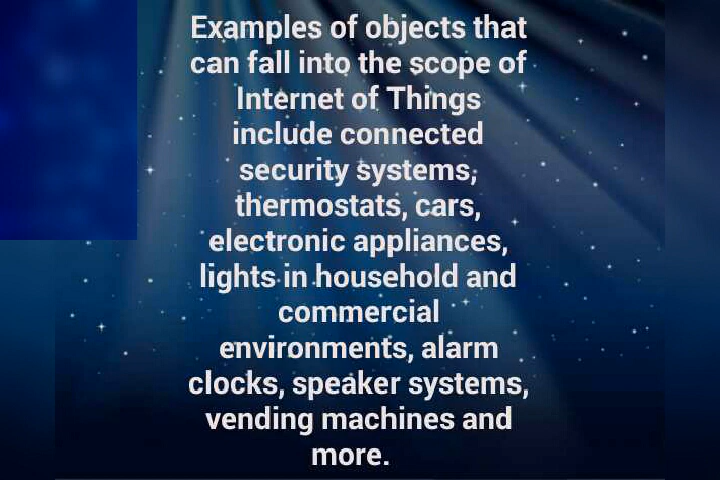 Examples of objects that
can fall into the scope of
Internet of Things
include connected
security systems,
thermostats, cars,
electronic appliances,
lights in household and
commercial
environments, alarm
clocks, speaker systems,
vending machines and
more.